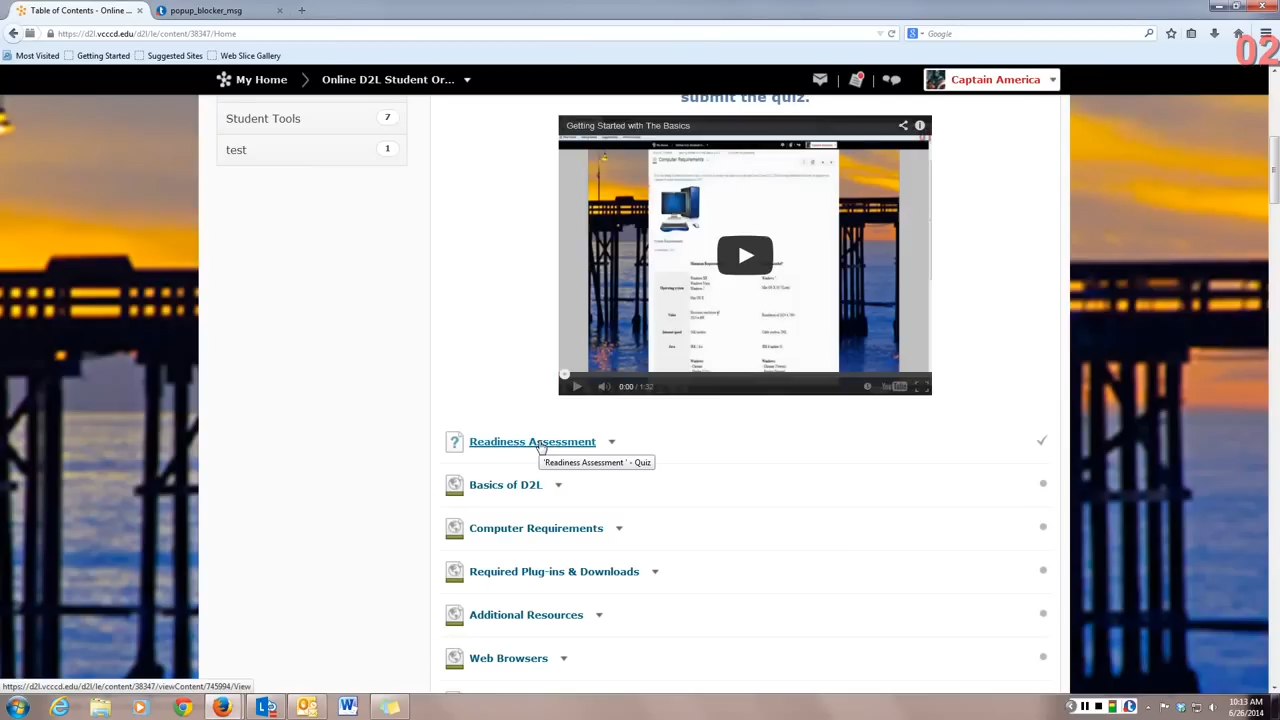 Table of Contents - Online ...
popup_blocker_msg
https://d2l.vcccd.edu/d2l/le/content/38347/Home
Google
Most Visited
Getting Started
Suggested Sites
Web Slice Gallery
02
My Home
Online D2L Student Or...
Captain America
submit the quiz.
Student Tools
7
Test
1
Getting Started with The Basics
Computer Requirements
0:00 / 1:32
YouTube
Readiness Assessment
'Readiness Assessment ' - Quiz
Basics of D2L
Computer Requirements
Required Plug-ins & Downloads
Additional Resources
Web Browsers
https://d2l.vcccd.edu/d2l/le/content/38347/viewContent/745994/View
10:13 AM
6/26/2014